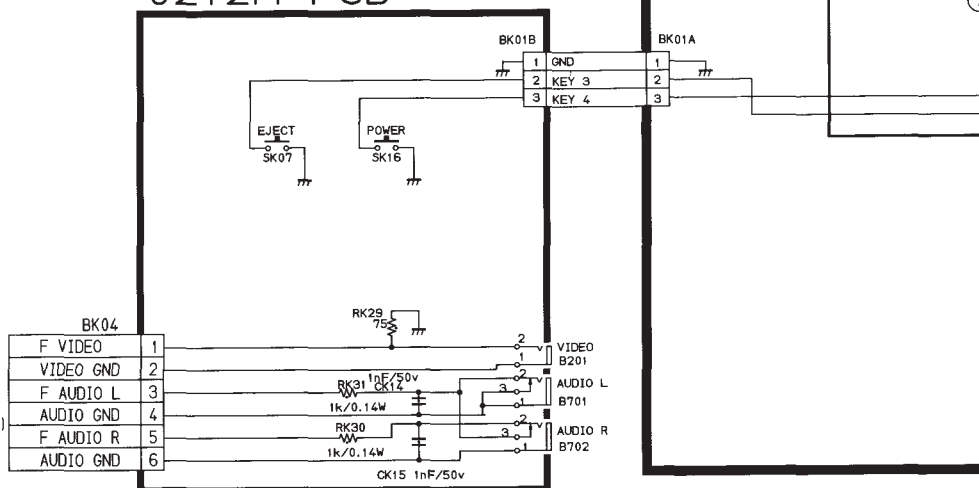 BK01B
BK01A
1 GND 1
2 KEY 3 2
3 KEY 4 3
EJECT
SK07
POWER
SK16
RK29
75
BK04
F VIDEO 1
VIDEO GND 2
F AUDIO L 3
AUDIO GND 4
F AUDIO R 5
AUDIO GND 6
2
1
VIDEO
B201
RK31
1k/0.14W
1nF/50v
CK14
2
3
1
AUDIO L
B701
RK30
1k/0.14W
CK15 1nF/50v
2
3
1
AUDIO R
B702